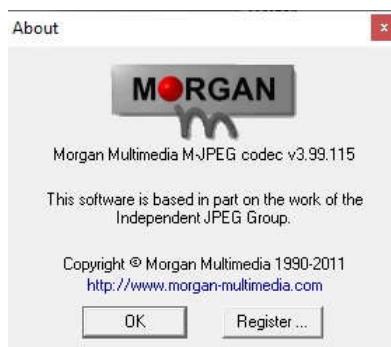 About
x
MORGAN
m
Morgan Multimedia M-JPEG codec v3.99.115
This software is based in part on the work of the
Independent JPEG Group.
Copyright © Morgan Multimedia 1990-2011
http://www.morgan-multimedia.com
OK
Register ...